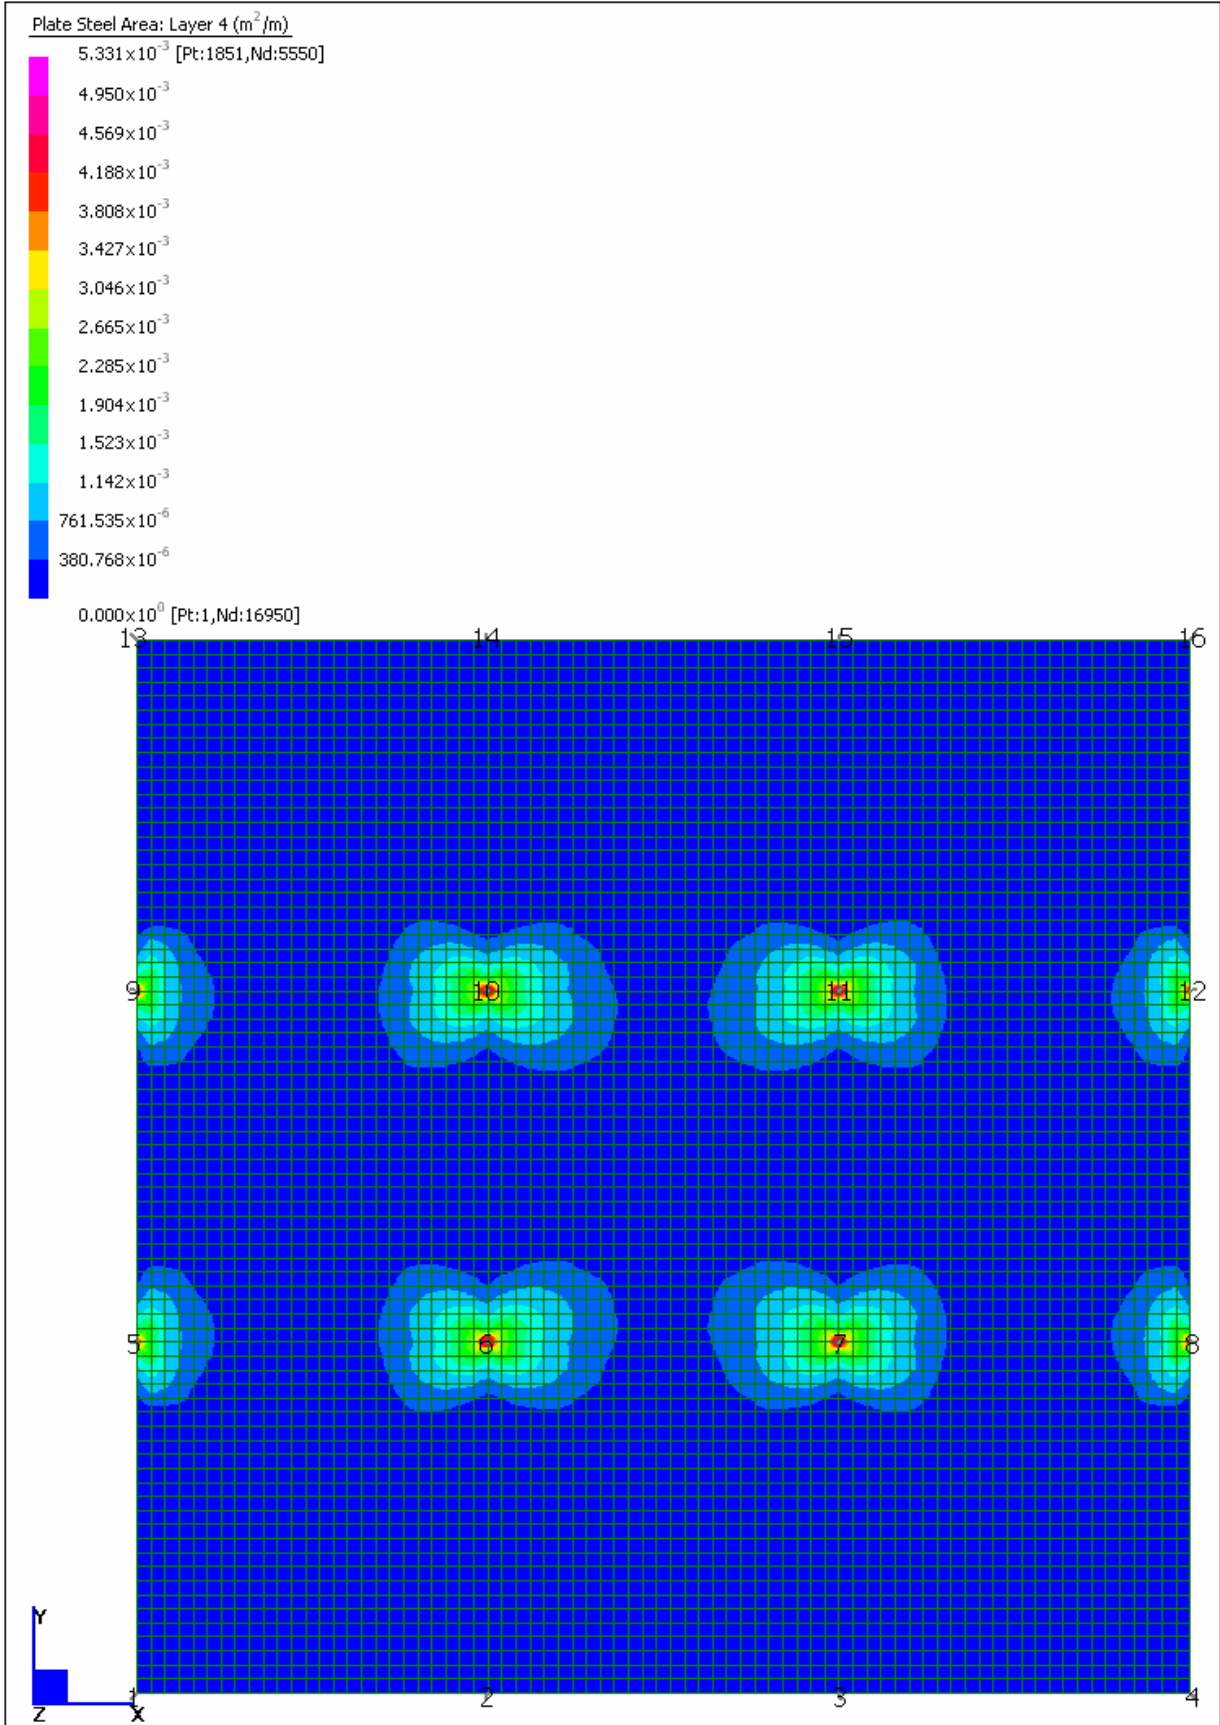 Plate Steel Area: Layer 4 (m²/m)
5.331x10⁻³ [Pt:1851,Nd:5550]
4.950x10⁻³
4.569x10⁻³
4.188x10⁻³
3.808x10⁻³
3.427x10⁻³
3.046x10⁻³
2.665x10⁻³
2.285x10⁻³
1.904x10⁻³
1.523x10⁻³
1.142x10⁻³
761.535x10⁻⁶
380.768x10⁻⁶
0.000x10⁰ [Pt:1,Nd:16950]
13 14 15 16
9 10 11 12
5 6 7 8
Y
1 2 3 4
Z X